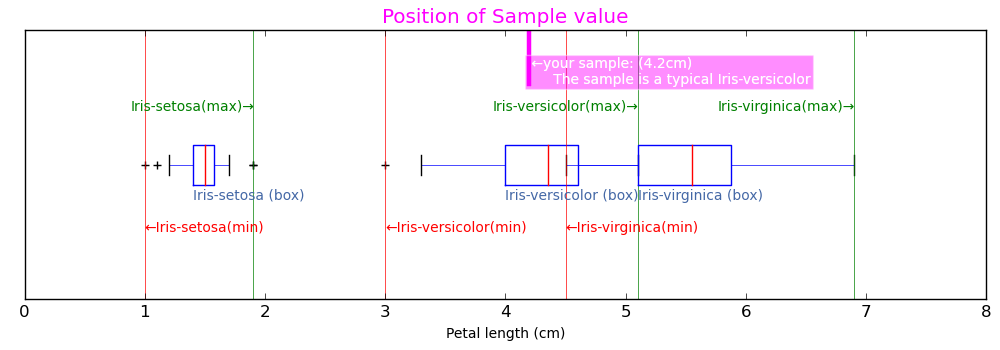 Position of Sample value
←your sample: (4.2cm)
The sample is a typical Iris-versicolor
Iris-setosa(max)→
Iris-versicolor(max)→
Iris-virginica(max)→
Iris-setosa (box)
Iris-versicolor (box)
Iris-virginica (box)
←Iris-setosa(min)
←Iris-versicolor(min)
←Iris-virginica(min)
0 1 2 3 4 5 6 7 8
Petal length (cm)